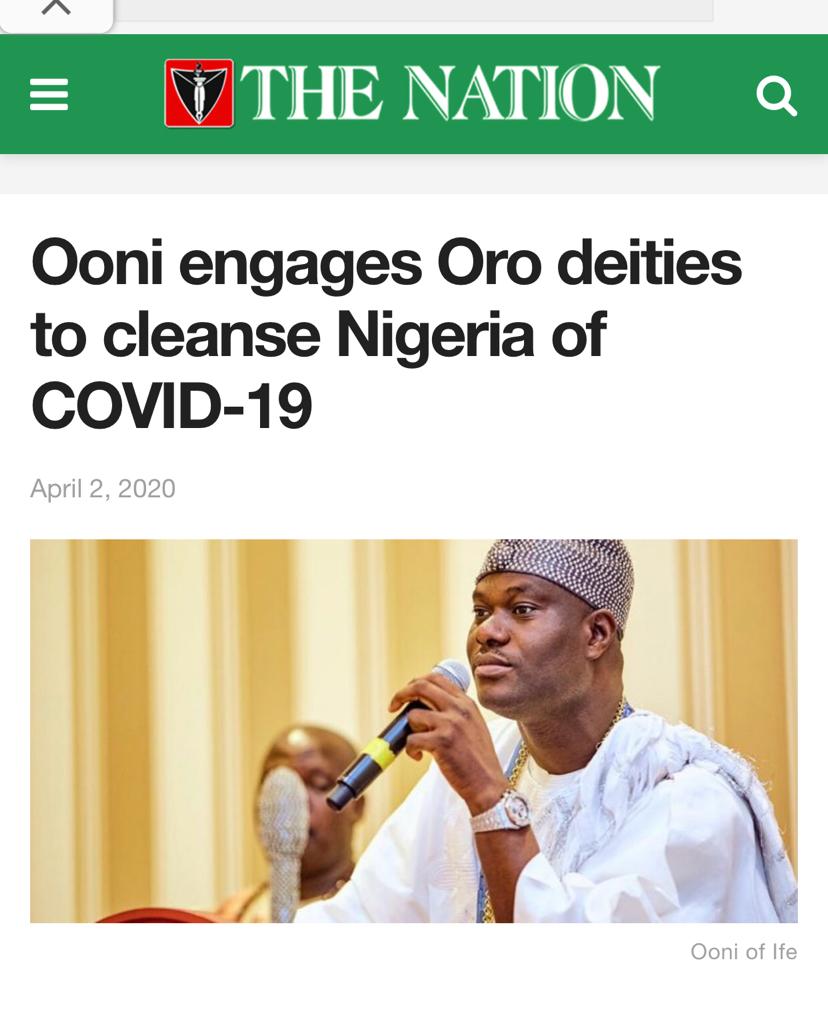 THE NATION
Ooni engages Oro deities
to cleanse Nigeria of
COVID-19
April 2, 2020
Ooni of Ife